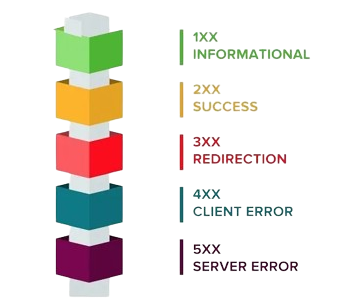 1XX
INFORMATIONAL
2XX
SUCCESS
3XX
REDIRECTION
4XX
CLIENT ERROR
5XX
SERVER ERROR